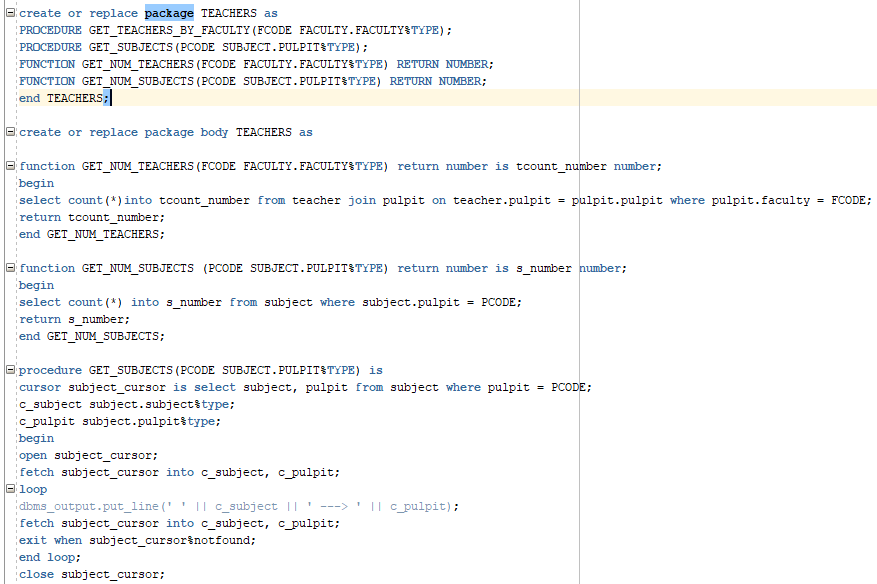 create or replace package TEACHERS as
PROCEDURE GET_TEACHERS_BY_FACULTY(FCODE FACULTY.FACULTY%TYPE);
PROCEDURE GET_SUBJECTS(PCODE SUBJECT.PULPIT%TYPE);
FUNCTION GET_NUM_TEACHERS(FCODE FACULTY.FACULTY%TYPE) RETURN NUMBER;
FUNCTION GET_NUM_SUBJECTS(PCODE SUBJECT.PULPIT%TYPE) RETURN NUMBER;
end TEACHERS;
create or replace package body TEACHERS as
function GET_NUM_TEACHERS(FCODE FACULTY.FACULTY%TYPE) return number is tcount_number number;
begin
select count(*)into tcount_number from teacher join pulpit on teacher.pulpit = pulpit.pulpit where pulpit.faculty = FCODE;
return tcount_number;
end GET_NUM_TEACHERS;
function GET_NUM_SUBJECTS (PCODE SUBJECT.PULPIT%TYPE) return number is s_number number;
begin
select count(*) into s_number from subject where subject.pulpit = PCODE;
return s_number;
end GET_NUM_SUBJECTS;
procedure GET_SUBJECTS(PCODE SUBJECT.PULPIT%TYPE) is
cursor subject_cursor is select subject, pulpit from subject where pulpit = PCODE;
c_subject subject.subject%type;
c_pulpit subject.pulpit%type;
begin
open subject_cursor;
fetch subject_cursor into c_subject, c_pulpit;
loop
dbms_output.put_line(' ' || c_subject || ' ---> ' || c_pulpit);
fetch subject_cursor into c_subject, c_pulpit;
exit when subject_cursor%notfound;
end loop;
close subject_cursor;